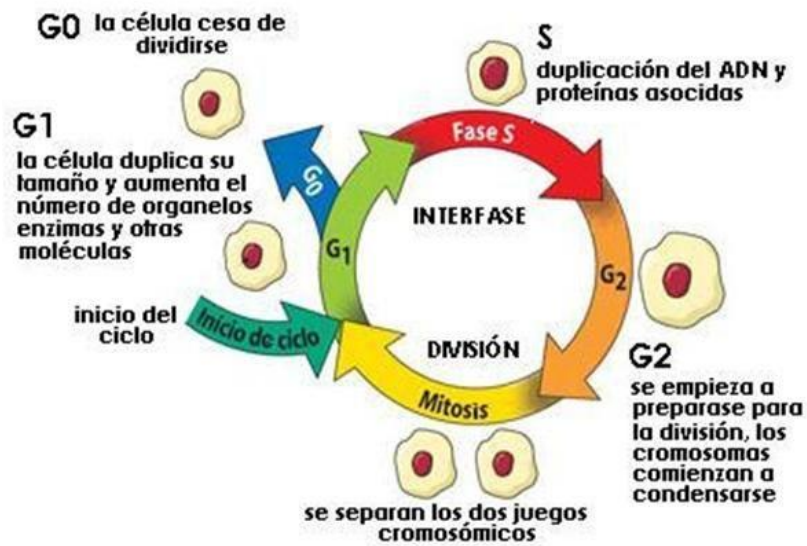 G0 la célula cesa de
dividirse
S
duplicación del ADN y
proteínas asocidas
G1
la célula duplica su
tamaño y aumenta el
número de organelos
enzimas y otras
moléculas
Fase S
G0
INTERFASE
G1
G2
inicio del
ciclo
Inicio de ciclo
DIVISIÓN
Mitosis
G2
se empieza a
preparase para
la división, los
cromosomas
comienzan a
condensarse
se separan los dos juegos
cromosómicos